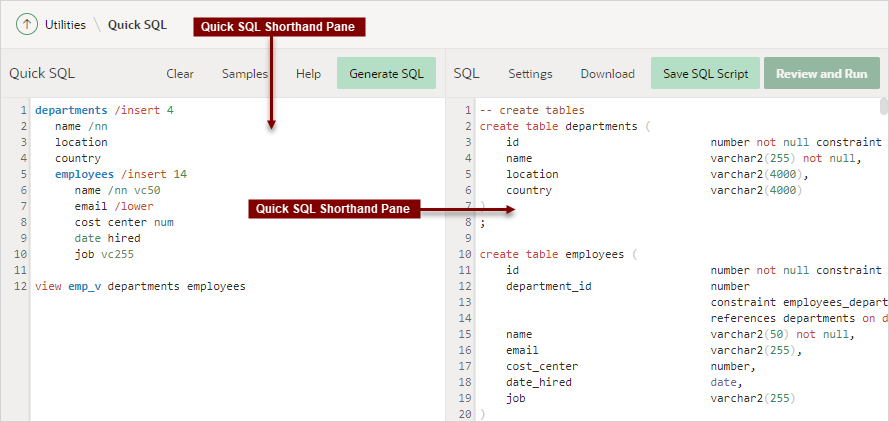 Utilities \ Quick SQL
Quick SQL Shorthand Pane
Quick SQL Clear Samples Help Generate SQL
1 departments /insert 4
2 name /nn
3 location
4 country
5 employees /insert 14
6 name /nn vc50
7 email /lower
8 cost center num
9 date hired
10 job vc255
11
12 view emp_v departments employees
Quick SQL Shorthand Pane
SQL Settings Download Save SQL Script Review and Run
1 -- create tables
2 create table departments (
3 id number not null constraint
4 name varchar2(255) not null,
5 location varchar2(4000),
6 country varchar2(4000)
7 )
8 ;
9
10 create table employees (
11 id number not null constraint
12 department_id number
13 constraint employees_depart
14 references departments on d
15 name varchar2(50) not null,
16 email varchar2(255),
17 cost_center number,
18 date_hired date,
19 job varchar2(255)
20 )